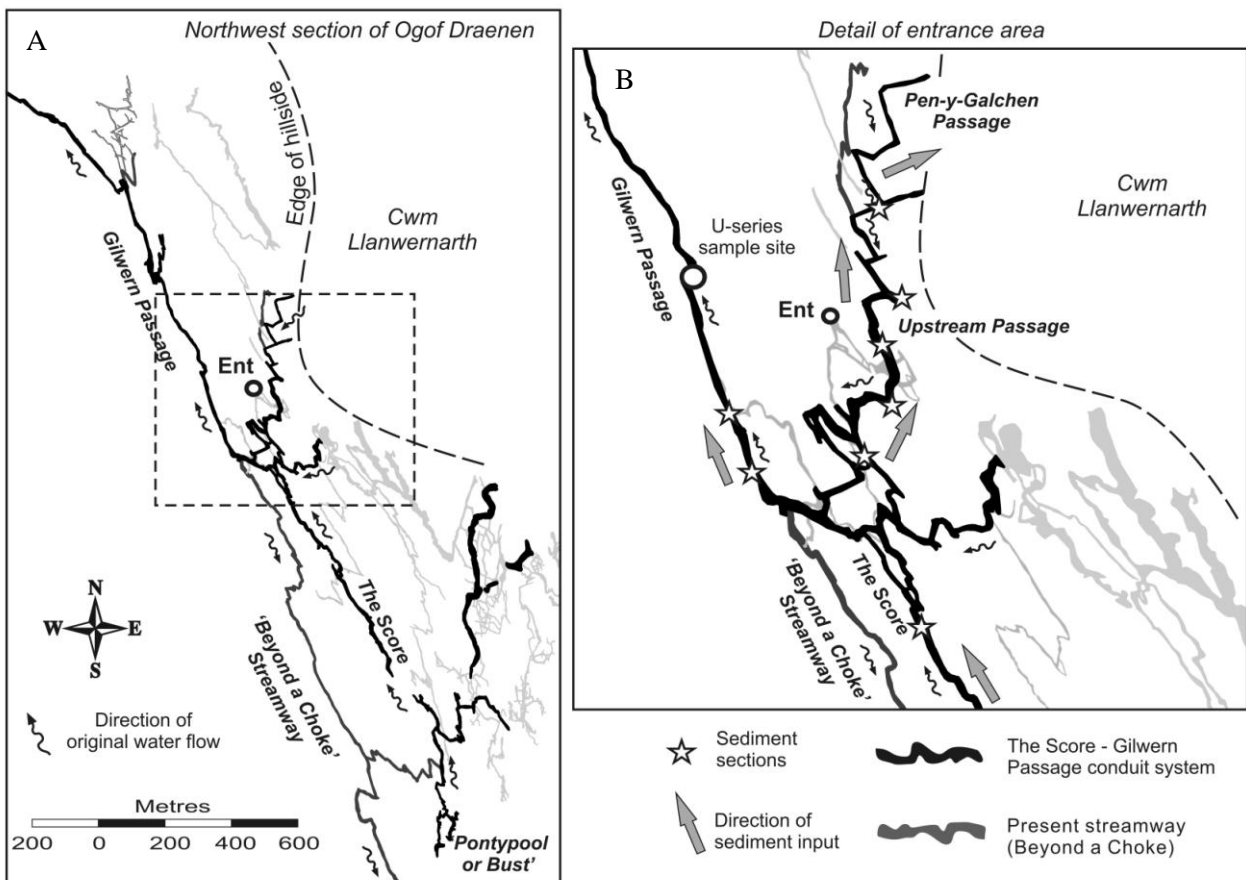 A
Northwest section of Ogof Draenen
Edge of hillside
Cwm
Llanwernarth
Gilwern Passage
Ent
The Score
'Beyond a Choke'
Streamway
N
W
E
S
Direction of
original water flow
Metres
200
0
200
400
600
Pontypool
or Bust'
Detail of entrance area
B
Pen-y-Galchen
Passage
Cwm
Llanwernarth
Gilwern Passage
U-series
sample site
Ent
Upstream Passage
The Score
'Beyond a Choke'
Streamway
Sediment
sections
The Score - Gilwern
Passage conduit system
Direction of
sediment input
Present streamway
(Beyond a Choke)